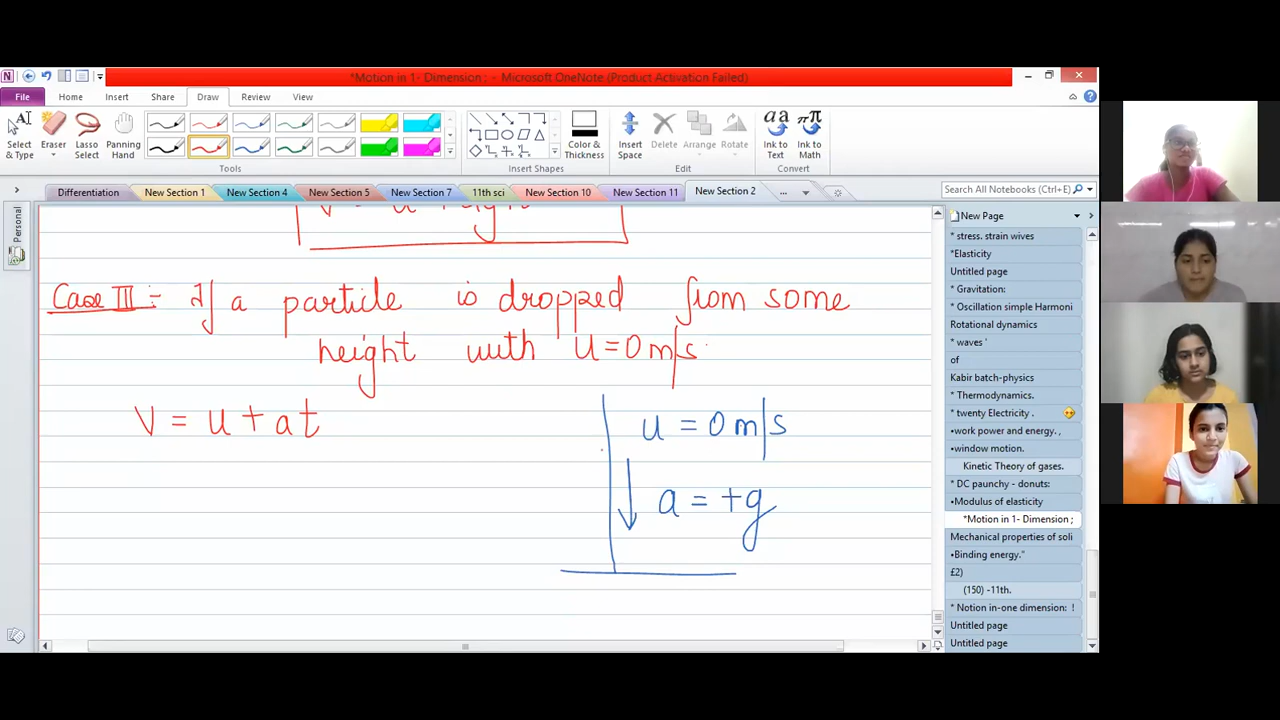 *Motion in 1- Dimension ; - Microsoft OneNote (Product Activation Failed)
File Home Insert Share Draw Review View
Select & Type
Eraser
Lasso Select
Panning Hand
Color & Thickness
Insert Space
Delete
Arrange
Rotate
Ink to Text
Ink to Math
Tools
Insert Shapes
Edit
Convert
Differentiation New Section 1 New Section 4 New Section 5 New Section 7 11th sci New Section 10 New Section 11 New Section 2 ...
Search All Notebooks (Ctrl+E)
Personal
Case III :- If a particle is dropped from some
height with u=0m/s.
V = u + at
u = 0m/s
a = +g
New Page
* stress. strain wives
*Elasticity
Untitled page
* Gravitation:
* Oscillation simple Harmoni
Rotational dynamics
* waves '
of
Kabir batch-physics
* Thermodynamics.
* twenty Electricity .
•work power and energy. ,
•window motion.
Kinetic Theory of gases.
* DC paunchy - donuts:
•Modulus of elasticity
*Motion in 1- Dimension ;
Mechanical properties of soli
•Binding energy."
£2)
(150) -11th.
* Notion in-one dimension: !
Untitled page
Untitled page